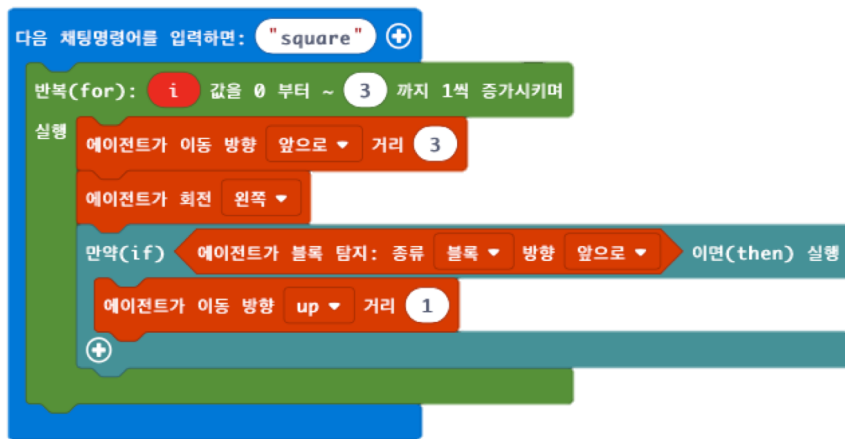 다음 채팅명령어를 입력하면: "square"
반복(for): i 값을 0 부터 ~ 3 까지 1씩 증가시키며
실행
에이전트가 이동 방향 앞으로 거리 3
에이전트가 회전 왼쪽
만약(if) 에이전트가 블록 탐지: 종류 블록 방향 앞으로 이면(then) 실행
에이전트가 이동 방향 up 거리 1